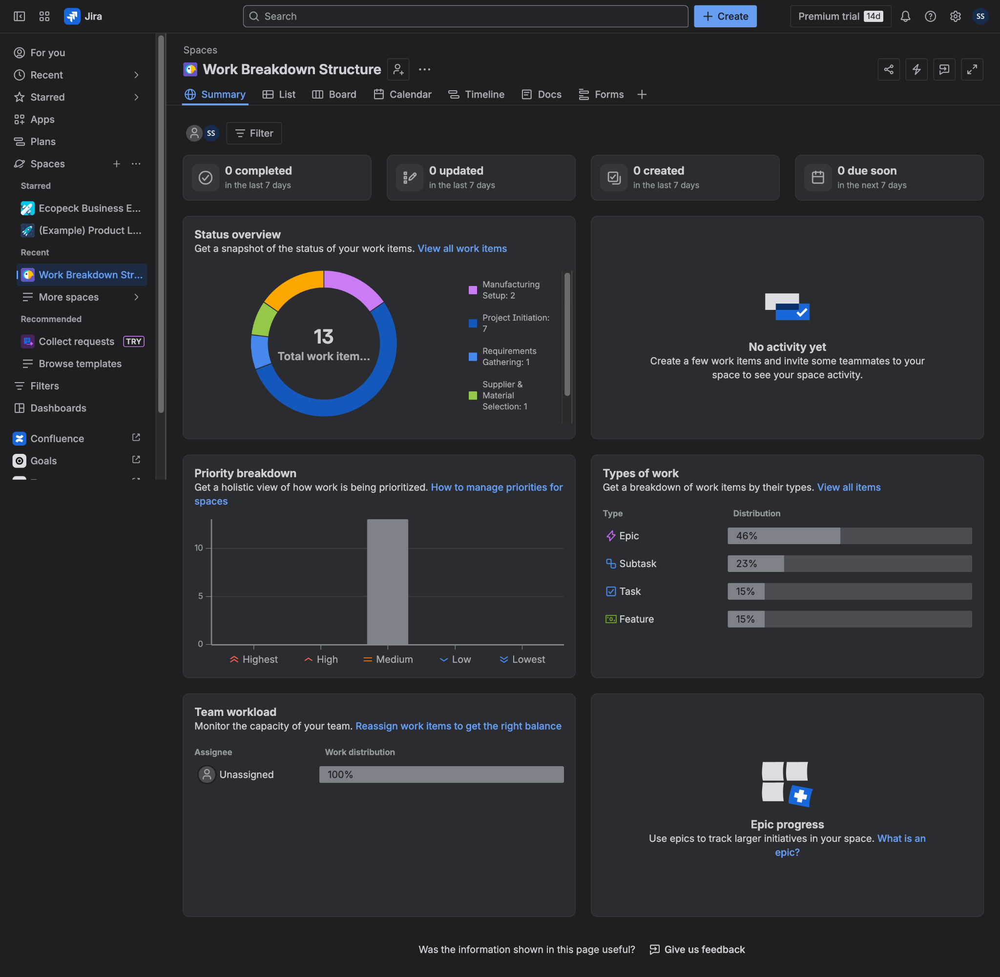 Jira
Search
Create
Premium trial 14d
SS
For you
Recent
Starred
Apps
Plans
Spaces
Starred
Ecopeck Business E...
(Example) Product L...
Recent
Work Breakdown Str...
More spaces
Recommended
Collect requests TRY
Browse templates
Filters
Dashboards
Confluence
Goals
Spaces
Work Breakdown Structure
Summary
List
Board
Calendar
Timeline
Docs
Forms
SS
Filter
0 completed
in the last 7 days
0 updated
in the last 7 days
0 created
in the last 7 days
0 due soon
in the next 7 days
Status overview
Get a snapshot of the status of your work items. View all work items
13
Total work item...
Manufacturing
Setup: 2
Project Initiation:
7
Requirements
Gathering: 1
Supplier &
Material
Selection: 1
No activity yet
Create a few work items and invite some teammates to your
space to see your space activity.
Priority breakdown
Get a holistic view of how work is being prioritized. How to manage priorities for
spaces
10
5
0
Highest
High
Medium
Low
Lowest
Types of work
Get a breakdown of work items by their types. View all items
Type
Distribution
Epic
46%
Subtask
23%
Task
15%
Feature
15%
Team workload
Monitor the capacity of your team. Reassign work items to get the right balance
Assignee
Work distribution
Unassigned
100%
Epic progress
Use epics to track larger initiatives in your space. What is an
epic?
Was the information shown in this page useful?
Give us feedback